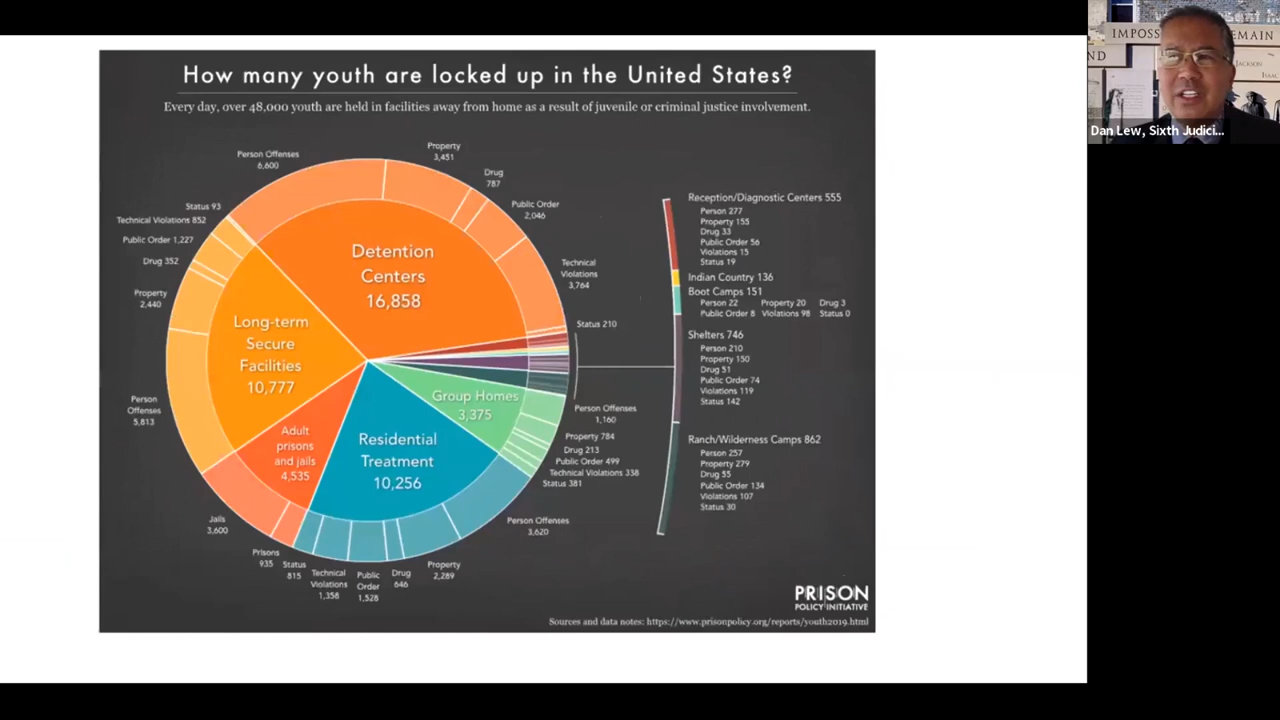 How many youth are locked up in the United States?
Every day, over 48,000 youth are held in facilities away from home as a result of juvenile or criminal justice involvement.
Person Offenses
6,600
Property
3,451
Drug
787
Public Order
2,046
Technical
Violations
3,764
Status 210
Status 93
Technical Violations 852
Public Order 1,227
Drug 352
Property
2,440
Person
Offenses
5,813
Detention
Centers
16,858
Long-term
Secure
Facilities
10,777
Adult
prisons
and jails
4,535
Residential
Treatment
10,256
Group Homes
3,375
Person Offenses
1,160
Property 784
Drug 213
Public Order 499
Technical Violations 338
Status 381
Person Offenses
3,620
Property
2,289
Drug
646
Public
Order
1,528
Technical
Violations
1,358
Status
815
Prisons
935
Jails
3,600
Reception/Diagnostic Centers 555
Person 277
Property 155
Drug 33
Public Order 56
Violations 15
Status 19
Indian Country 136
Boot Camps 151
Person 22 Property 20 Drug 3
Public Order 8 Violations 98 Status 0
Shelters 746
Person 210
Property 150
Drug 51
Public Order 74
Violations 119
Status 142
Ranch/Wilderness Camps 862
Person 257
Property 279
Drug 55
Public Order 134
Violations 107
Status 30
PRISON
POLICY INITIATIVE
Sources and data notes: https://www.prisonpolicy.org/reports/youth2019.html
IMPOSS EMAIN
ND
JACKSON
ISAAC
Dan Lew, Sixth Judici...